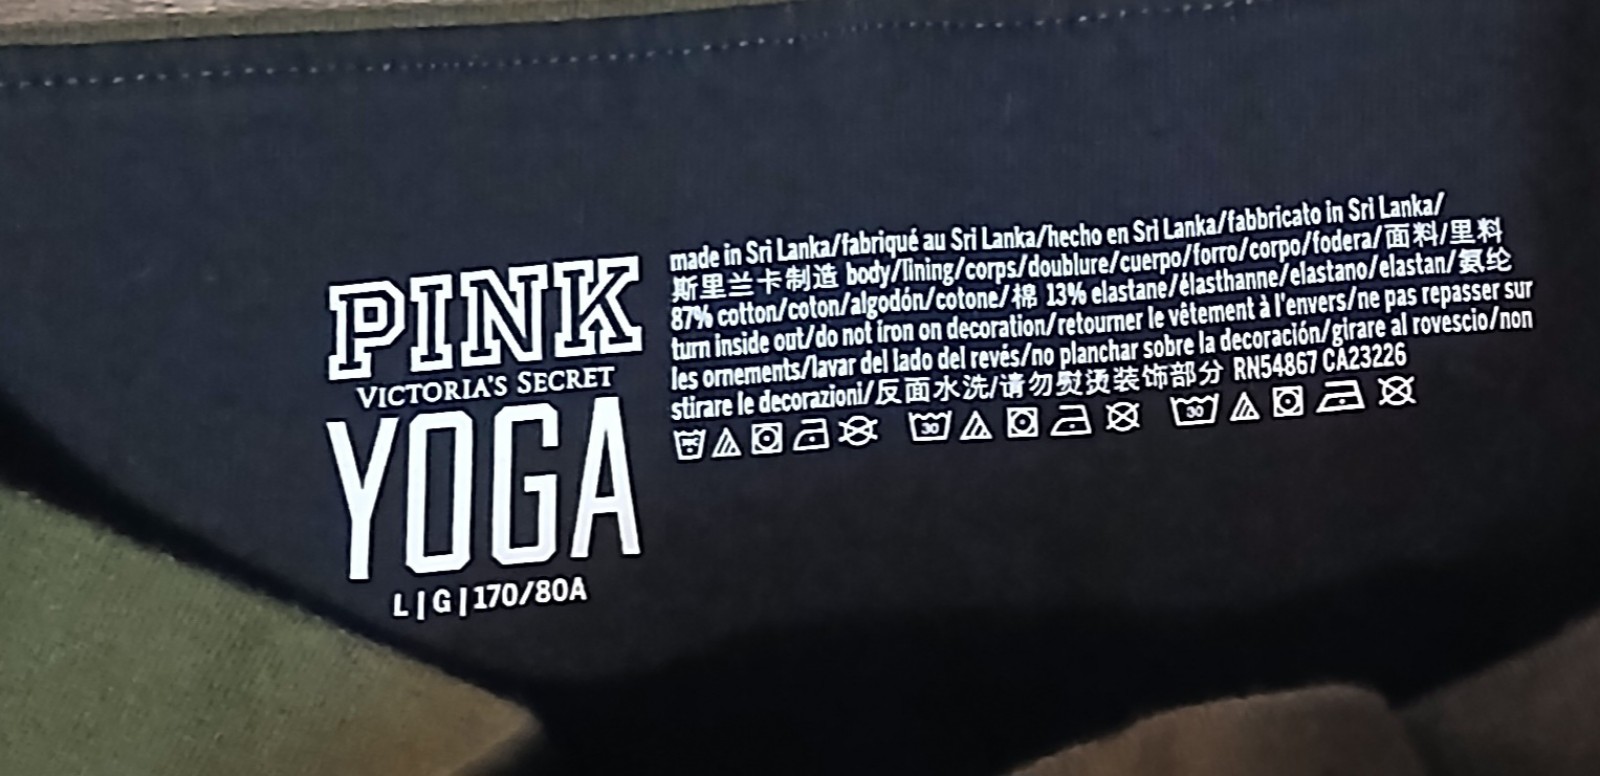 PINK
VICTORIA'S SECRET
YOGA
L | G | 170/80A
made in Sri Lanka/fabriqué au Sri Lanka/hecho en Sri Lanka/fabbricato in Sri Lanka/
斯里兰卡制造 body/lining/corps/doublure/cuerpo/forro/corpo/fodera/面料/里料
87% cotton/coton/algodón/cotone/棉 13% elastane/élasthanne/elastano/elastan/氨纶
turn inside out/do not iron on decoration/retourner le vêtement à l'envers/ne pas repasser sur
les ornements/lavar del lado del revés/no planchar sobre la decoración/girare al rovescio/non
stirare le decorazioni/反面水洗/请勿熨烫装饰部分 RN54867 CA23226
30 30